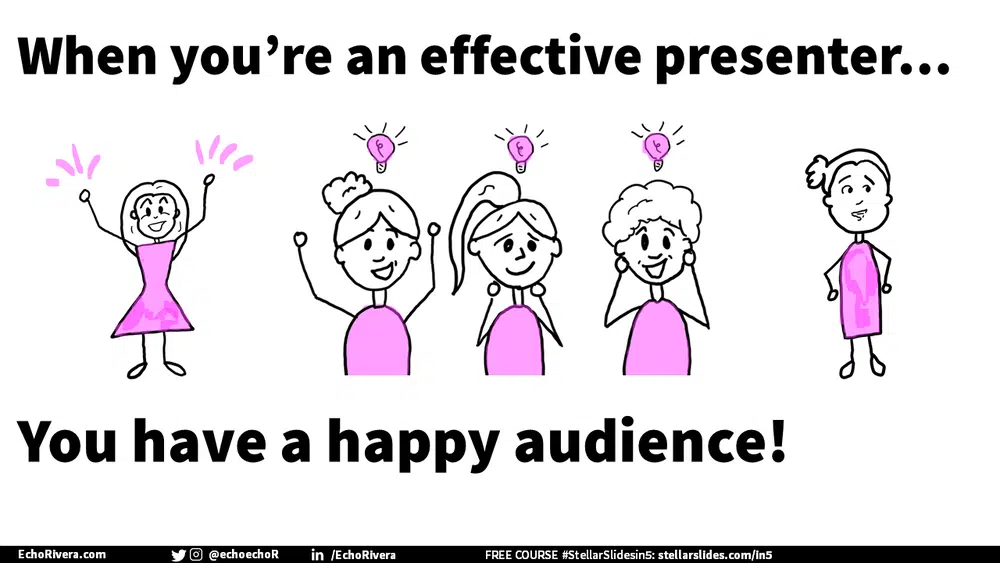 When you’re an effective presenter...
You have a happy audience!
EchoRivera.com @echoechoR in /EchoRivera FREE COURSE #StellarSlidesin5: stellarslides.com/in5